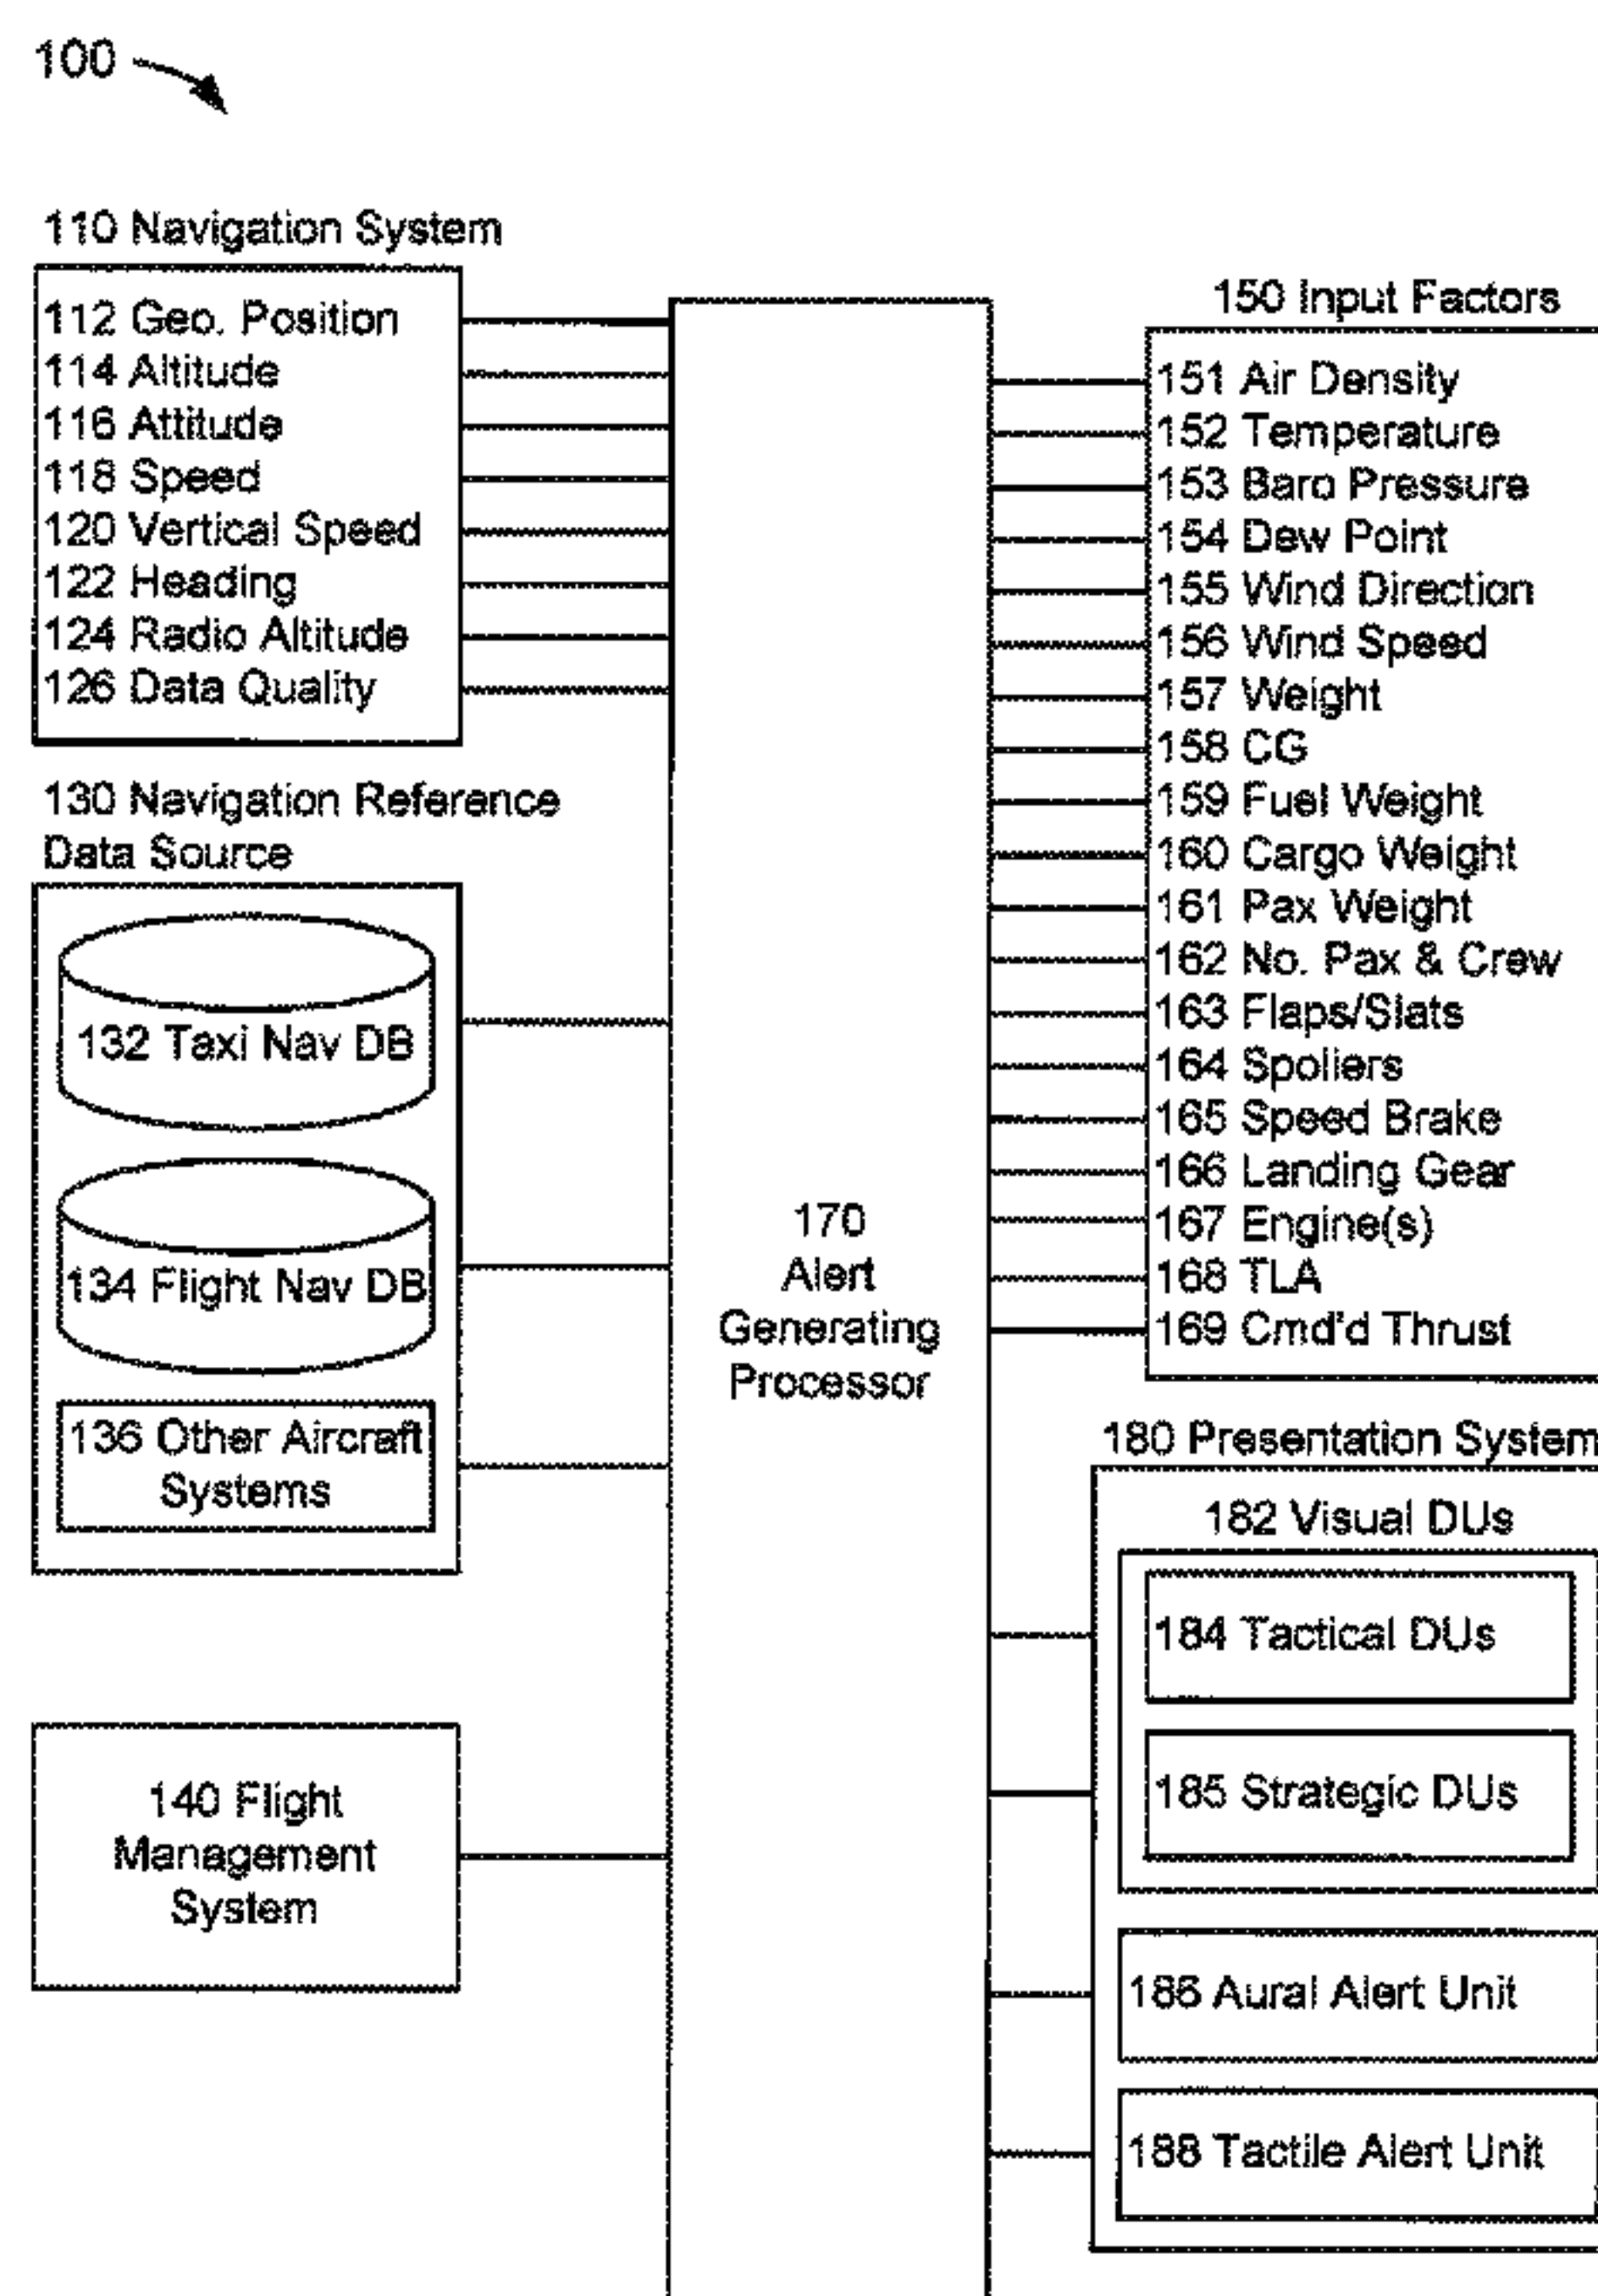 100
110 Navigation System
112 Geo. Position
114 Altitude
116 Attitude
118 Speed
120 Vertical Speed
122 Heading
124 Radio Altitude
126 Data Quality
130 Navigation Reference
Data Source
132 Taxi Nav DB
134 Flight Nav DB
136 Other Aircraft
Systems
140 Flight
Management
System
170
Alert
Generating
Processor
150 Input Factors
151 Air Density
152 Temperature
153 Baro Pressure
154 Dew Point
155 Wind Direction
156 Wind Speed
157 Weight
158 CG
159 Fuel Weight
160 Cargo Weight
161 Pax Weight
162 No. Pax & Crew
163 Flaps/Slats
164 Spoilers
165 Speed Brake
166 Landing Gear
167 Engine(s)
168 TLA
169 Cmd'd Thrust
180 Presentation System
182 Visual DUs
184 Tactical DUs
185 Strategic DUs
186 Aural Alert Unit
188 Tactile Alert Unit